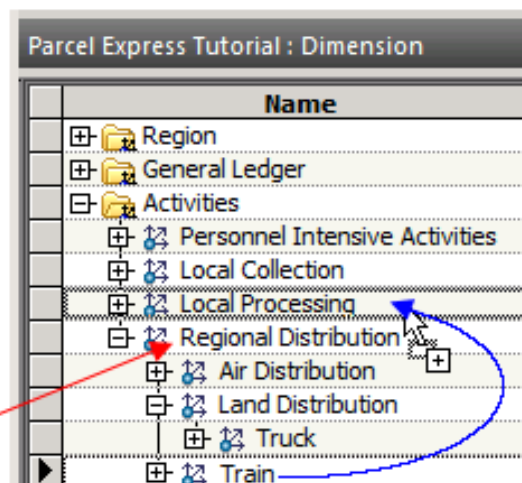 Parcel Express Tutorial : Dimension
Name
Region
General Ledger
Activities
Personnel Intensive Activities
Local Collection
Local Processing
Regional Distribution
Air Distribution
Land Distribution
Truck
Train